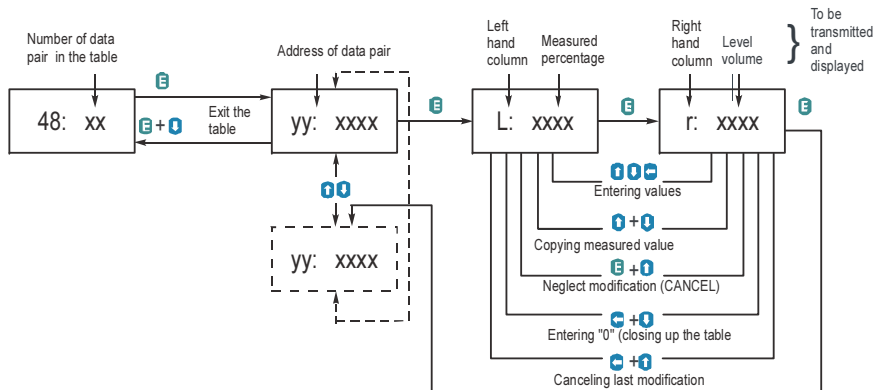 Number of data
pair in the table
Address of data pair
Left
hand
column
Measured
percentage
Right
hand
column
Level
volume
}
To be
transmitted
and
displayed
E
48: xx
E + ⬇
Exit the
table
yy: xxxx
E
L: xxxx
E
r: xxxx
E
⬆⬇
yy: xxxx
⬆⬇⬅
Entering values
⬆ + ⬇
Copying measured value
E + ⬆
Neglect modification (CANCEL)
⬅ + ⬇
Entering "0" (closing up the table
⬅ + ⬆
Canceling last modification